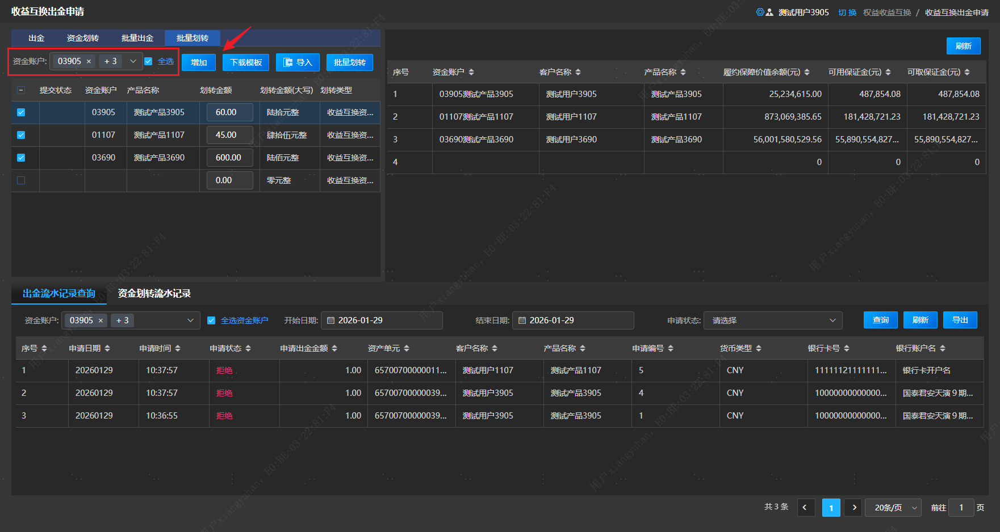 收益互换出金申请
测试用户3905 切 换 权益收益互换 / 收益互换出金申请
出金 资金划转 批量出金 批量划转
资金账户: 03905 × + 3 全选 增加 下载模板 导入 批量划转
提交状态 资金账户 产品名称 划转金额 划转金额(大写) 划转类型
03905 测试产品3905 60.00 陆拾元整 收益互换资...
01107 测试产品1107 45.00 肆拾伍元整 收益互换资...
03690 测试产品3690 600.00 陆佰元整 收益互换资...
0.00 零元整 收益互换资...
刷新
序号 资金账户 客户名称 产品名称 履约保障价值余额(元) 可用保证金(元) 可取保证金(元)
1 03905测试产品3905 测试用户3905 测试产品3905 25,234,615.00 487,854.08 487,854.08
2 01107测试产品1107 测试用户1107 测试产品1107 873,069,385.65 181,428,721.23 181,428,721.23
3 03690测试产品3690 测试用户3690 测试产品3690 56,001,580,529.56 55,890,554,827... 55,890,554,827...
4 0 0 0
出金流水记录查询 资金划转流水记录
资金账户: 03905 × + 3 全选资金账户 开始日期: 2026-01-29 结束日期: 2026-01-29 申请状态: 请选择 查询 刷新 导出
序号 申请日期 申请时间 申请状态 申请出金金额 资产单元 客户名称 产品名称 申请编号 货币类型 银行卡号 银行账户名
1 20260129 10:37:57 拒绝 1.00 65700700000011... 测试用户1107 测试产品1107 5 CNY 11111121111111... 银行卡开户名
2 20260129 10:37:57 拒绝 1.00 65700700000039... 测试用户3905 测试产品3905 4 CNY 10000000000000... 国泰君安天演９期...
3 20260129 10:36:55 拒绝 1.00 65700700000039... 测试用户3905 测试产品3905 1 CNY 10000000000000... 国泰君安天演９期...
共 3 条 1 20条/页 前往 1 页
用户xiangyuhan, E0:BE:03:22:81:F4